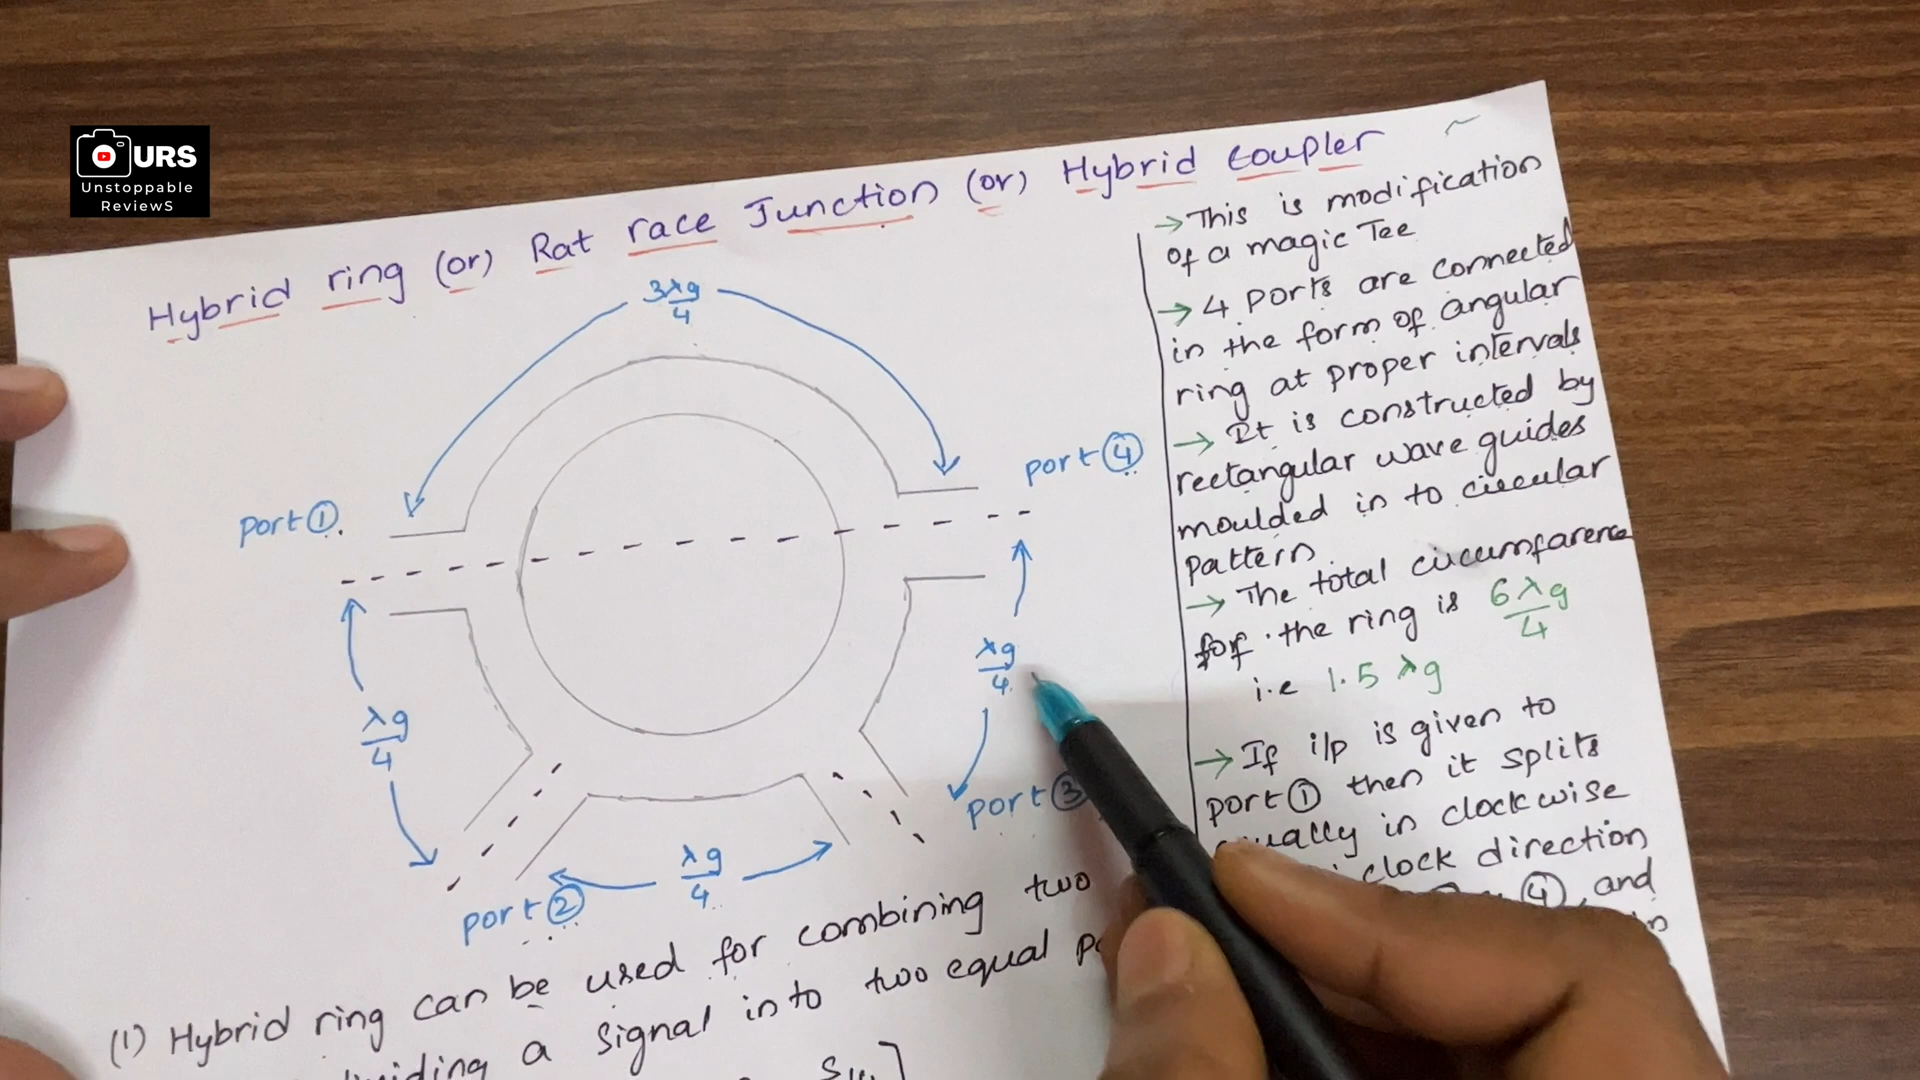 OURS
Unstoppable
ReviewS
Hybrid ring (or) Rat race Junction (or) Hybrid coupler
3λg/4
port ①.
port ④
λg/4
λg/4
λg/4
port ②
port ③
→ This is modification
of a magic Tee
→ 4 ports are connected
in the form of angular
ring at proper intervals
→ It is constructed by
rectangular wave guides
moulded in to circular
pattern
→ The total circumfarence
for the ring is 6λg/4
i.e 1.5 λg
→ If i/p is given to
port ① then it splits
in clockwise
clock direction
④, and
(1) Hybrid ring can be used for combining two
a signal into two equal